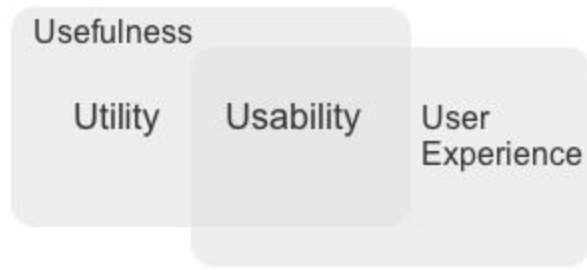 Usefulness
Utility
Usability
User
Experience